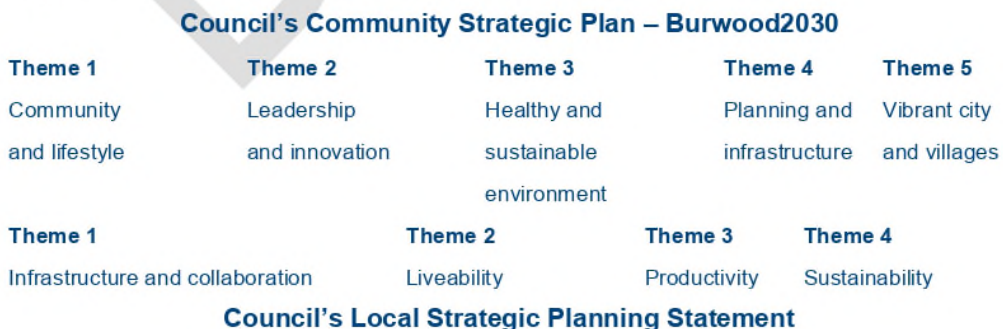 Council's Community Strategic Plan – Burwood2030
Theme 1 Theme 2 Theme 3 Theme 4 Theme 5
Community Leadership Healthy and Planning and Vibrant city
and lifestyle and innovation sustainable infrastructure and villages
environment
Theme 1 Theme 2 Theme 3 Theme 4
Infrastructure and collaboration Liveability Productivity Sustainability
Council's Local Strategic Planning Statement